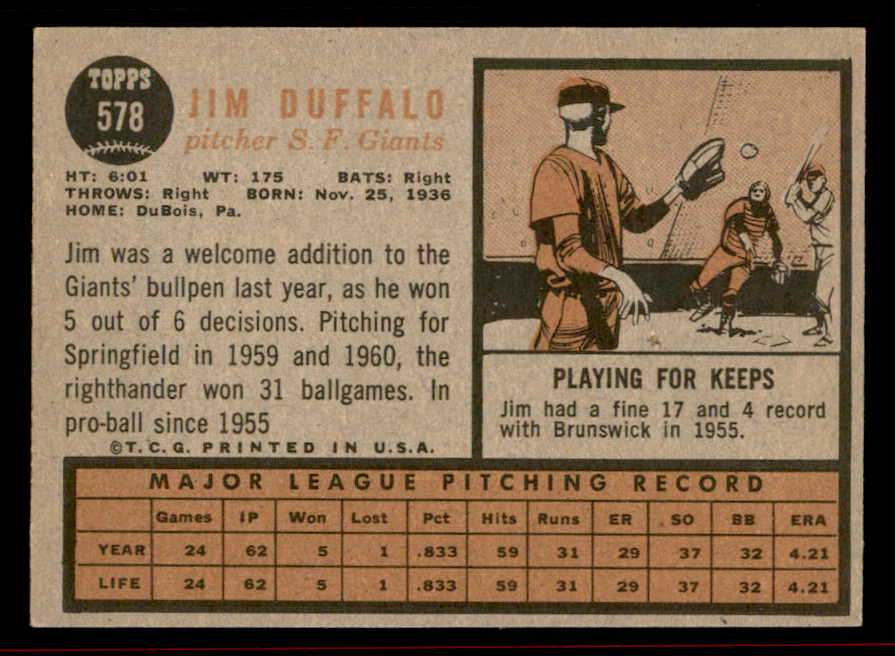 TOPPS
578
JIM DUFFALO
pitcher S. F. Giants
HT: 6:01 WT: 175 BATS: Right
THROWS: Right BORN: Nov. 25, 1936
HOME: DuBois, Pa.
Jim was a welcome addition to the
Giants' bullpen last year, as he won
5 out of 6 decisions. Pitching for
Springfield in 1959 and 1960, the
righthander won 31 ballgames. In
pro-ball since 1955
©T.C.G. PRINTED IN U.S.A.
PLAYING FOR KEEPS
Jim had a fine 17 and 4 record
with Brunswick in 1955.
MAJOR LEAGUE PITCHING RECORD
Games IP Won Lost Pct Hits Runs ER SO BB ERA
YEAR 24 62 5 1 .833 59 31 29 37 32 4.21
LIFE 24 62 5 1 .833 59 31 29 37 32 4.21